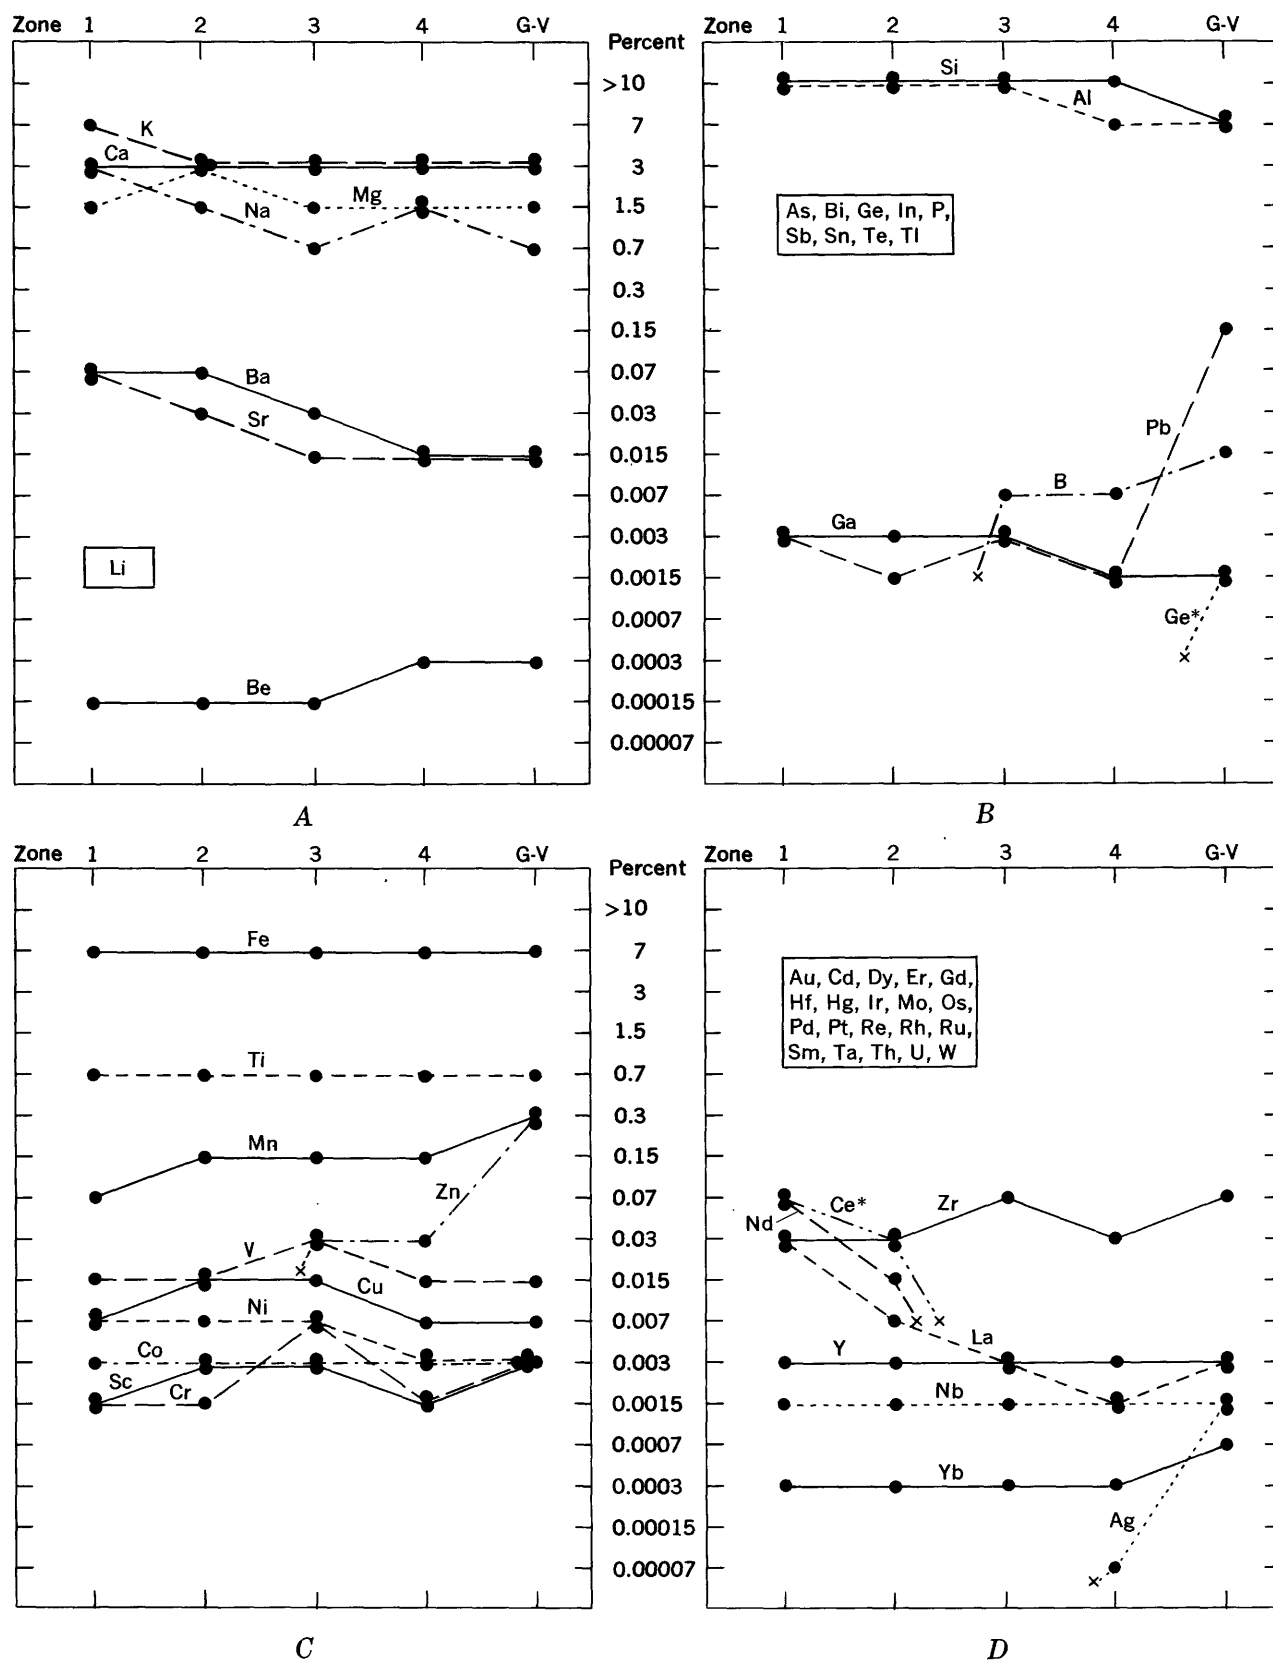 Zone 1 2 3 4 G-V Percent Zone 1 2 3 4 G-V
>10
7
3
1.5
0.7
0.3
0.15
0.07
0.03
0.015
0.007
0.003
0.0015
0.0007
0.0003
0.00015
0.00007
K
Ca
Mg
Na
Ba
Sr
Li
Be
A
Si
Al
As, Bi, Ge, In, P,
Sb, Sn, Te, Tl
Pb
B
Ga
Ge*
B
Zone 1 2 3 4 G-V Percent Zone 1 2 3 4 G-V
>10
7
3
1.5
0.7
0.3
0.15
0.07
0.03
0.015
0.007
0.003
0.0015
0.0007
0.0003
0.00015
0.00007
Fe
Ti
Mn
Zn
V
Cu
Ni
Co
Sc
Cr
C
Au, Cd, Dy, Er, Gd,
Hf, Hg, Ir, Mo, Os,
Pd, Pt, Re, Rh, Ru,
Sm, Ta, Th, U, W
Ce*
Zr
Nd
La
Y
Nb
Yb
Ag
D